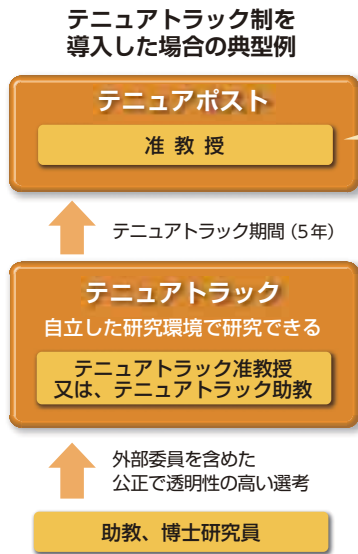 テニュアトラック制を
導入した場合の典型例
テニュアポスト
准教授
テニュアトラック期間（5年）
テニュアトラック
自立した研究環境で研究できる
テニュアトラック准教授
又は、テニュアトラック助教
外部委員を含めた
公正で透明性の高い選考
助教、博士研究員